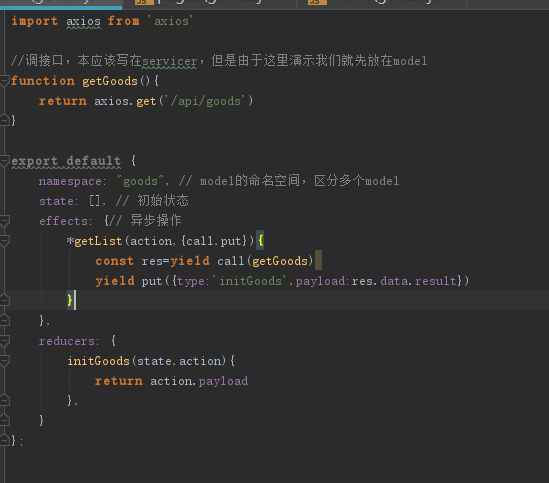 import axios from 'axios'
//调接口，本应该写在servicer，但是由于这里演示我们就先放在model
function getGoods(){
return axios.get('/api/goods')
}
export default {
namespace: "goods", // model的命名空间，区分多个model
state: [], // 初始状态
effects: {// 异步操作
*getList(action,{call,put}){
const res=yield call(getGoods)
yield put({type:'initGoods',payload:res.data.result})
}
},
reducers: {
initGoods(state,action){
return action.payload
},
}
};